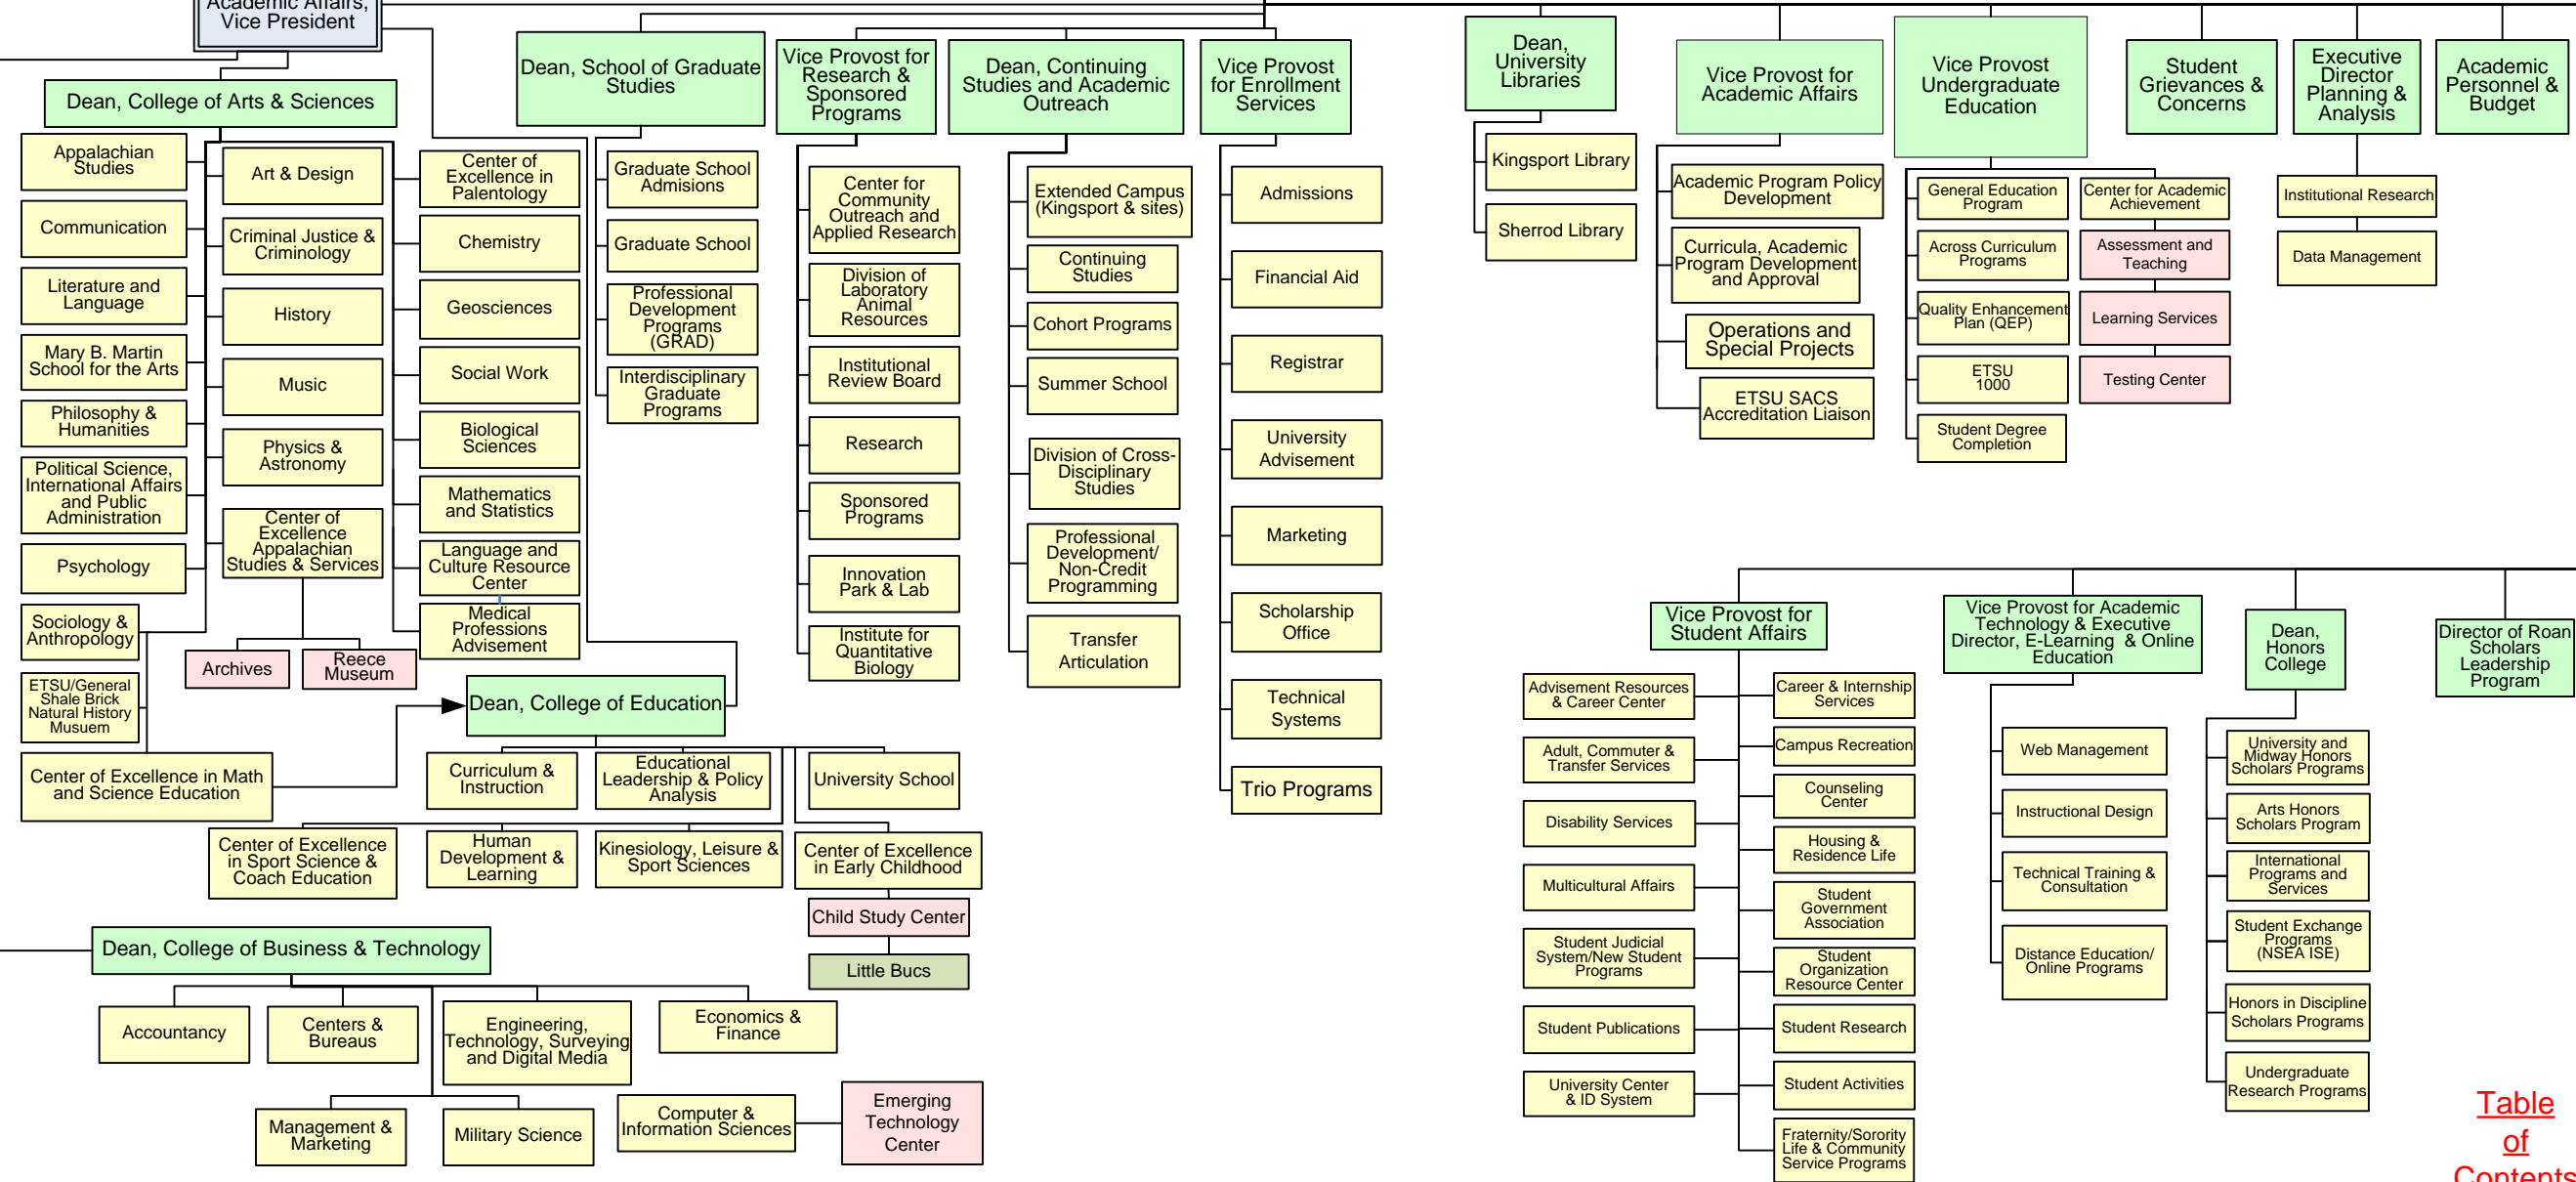 Academic Affairs,
Vice President
Dean, College of Arts & Sciences
Appalachian
Studies
Communication
Literature and
Language
Mary B. Martin
School for the Arts
Philosophy &
Humanities
Political Science,
International Affairs
and Public
Administration
Psychology
Sociology &
Anthropology
ETSU/General
Shale Brick
Natural History
Musuem
Center of Excellence in Math
and Science Education
Art & Design
Criminal Justice &
Criminology
History
Music
Physics &
Astronomy
Center of
Excellence
Appalachian
Studies & Services
Archives
Reece
Museum
Center of
Excellence in
Palentology
Chemistry
Geosciences
Social Work
Biological
Sciences
Mathematics
and Statistics
Language and
Culture Resource
Center
Medical
Professions
Advisement
Dean, School of Graduate
Studies
Graduate School
Admisions
Graduate School
Professional
Development
Programs
(GRAD)
Interdisciplinary
Graduate
Programs
Vice Provost for
Research &
Sponsored
Programs
Center for
Community
Outreach and
Applied Research
Division of
Laboratory
Animal
Resources
Institutional
Review Board
Research
Sponsored
Programs
Innovation
Park & Lab
Institute for
Quantitative
Biology
Dean, Continuing
Studies and Academic
Outreach
Extended Campus
(Kingsport & sites)
Continuing
Studies
Cohort Programs
Summer School
Division of Cross-
Disciplinary
Studies
Professional
Development/
Non-Credit
Programming
Transfer
Articulation
Vice Provost
for Enrollment
Services
Admissions
Financial Aid
Registrar
University
Advisement
Marketing
Scholarship
Office
Technical
Systems
Trio Programs
Dean,
University
Libraries
Kingsport Library
Sherrod Library
Vice Provost for
Academic Affairs
Academic Program Policy
Development
Curricula, Academic
Program Development
and Approval
Operations and
Special Projects
ETSU SACS
Accreditation Liaison
Vice Provost
Undergraduate
Education
General Education
Program
Across Curriculum
Programs
Quality Enhancement
Plan (QEP)
ETSU
1000
Student Degree
Completion
Center for Academic
Achievement
Assessment and
Teaching
Learning Services
Testing Center
Student
Grievances &
Concerns
Executive
Director
Planning &
Analysis
Institutional Research
Data Management
Academic
Personnel &
Budget
Dean, College of Education
Curriculum &
Instruction
Educational
Leadership & Policy
Analysis
University School
Center of Excellence
in Sport Science &
Coach Education
Human
Development &
Learning
Kinesiology, Leisure &
Sport Sciences
Center of Excellence
in Early Childhood
Child Study Center
Little Bucs
Dean, College of Business & Technology
Accountancy
Centers &
Bureaus
Engineering,
Technology, Surveying
and Digital Media
Economics &
Finance
Management &
Marketing
Military Science
Computer &
Information Sciences
Emerging
Technology
Center
Vice Provost for
Student Affairs
Advisement Resources
& Career Center
Adult, Commuter &
Transfer Services
Disability Services
Multicultural Affairs
Student Judicial
System/New Student
Programs
Student Publications
University Center
& ID System
Career & Internship
Services
Campus Recreation
Counseling
Center
Housing &
Residence Life
Student
Government
Association
Student
Organization
Resource Center
Student Research
Student Activities
Fraternity/Sorority
Life & Community
Service Programs
Vice Provost for Academic
Technology & Executive
Director, E-Learning & Online
Education
Web Management
Instructional Design
Technical Training &
Consultation
Distance Education/
Online Programs
Dean,
Honors
College
University and
Midway Honors
Scholars Programs
Arts Honors
Scholars Program
International
Programs and
Services
Student Exchange
Programs
(NSEA ISE)
Honors in Discipline
Scholars Programs
Undergraduate
Research Programs
Director of Roan
Scholars
Leadership
Program
Table
of
Contents